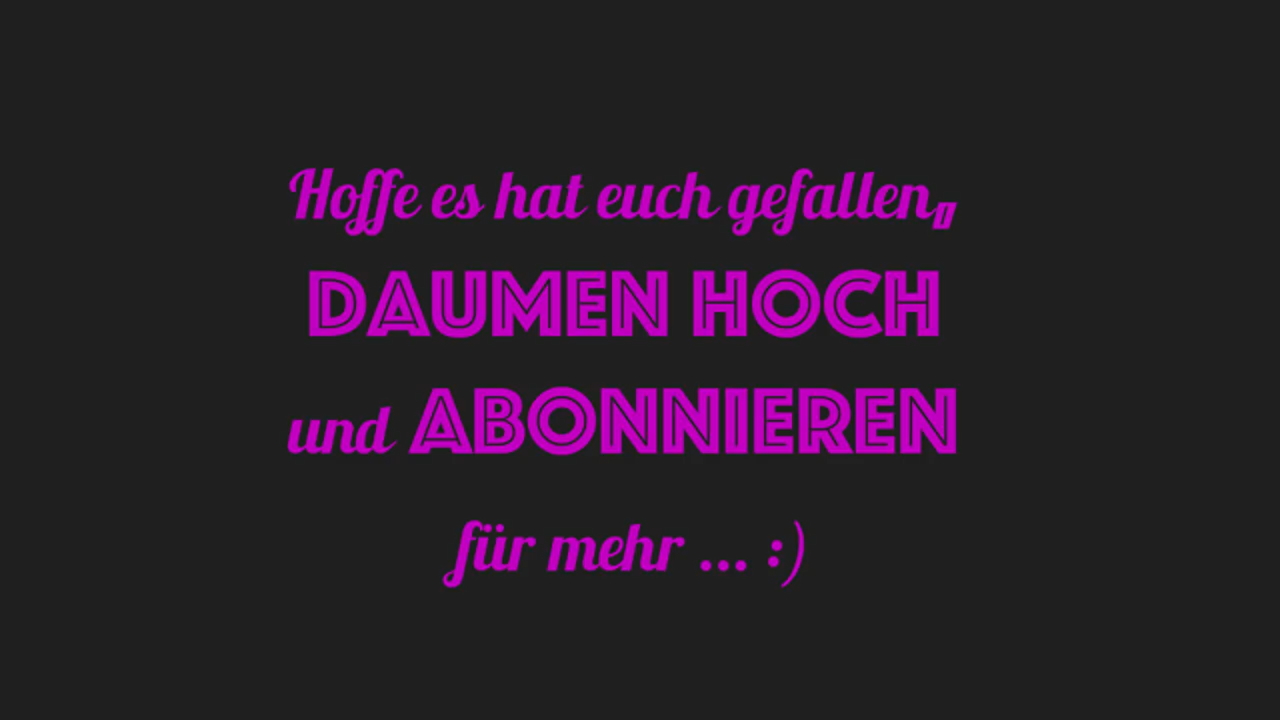 Hoffe es hat euch gefallen,,
DAUMEN HOCH
und ABONNIEREN
für mehr ... :)